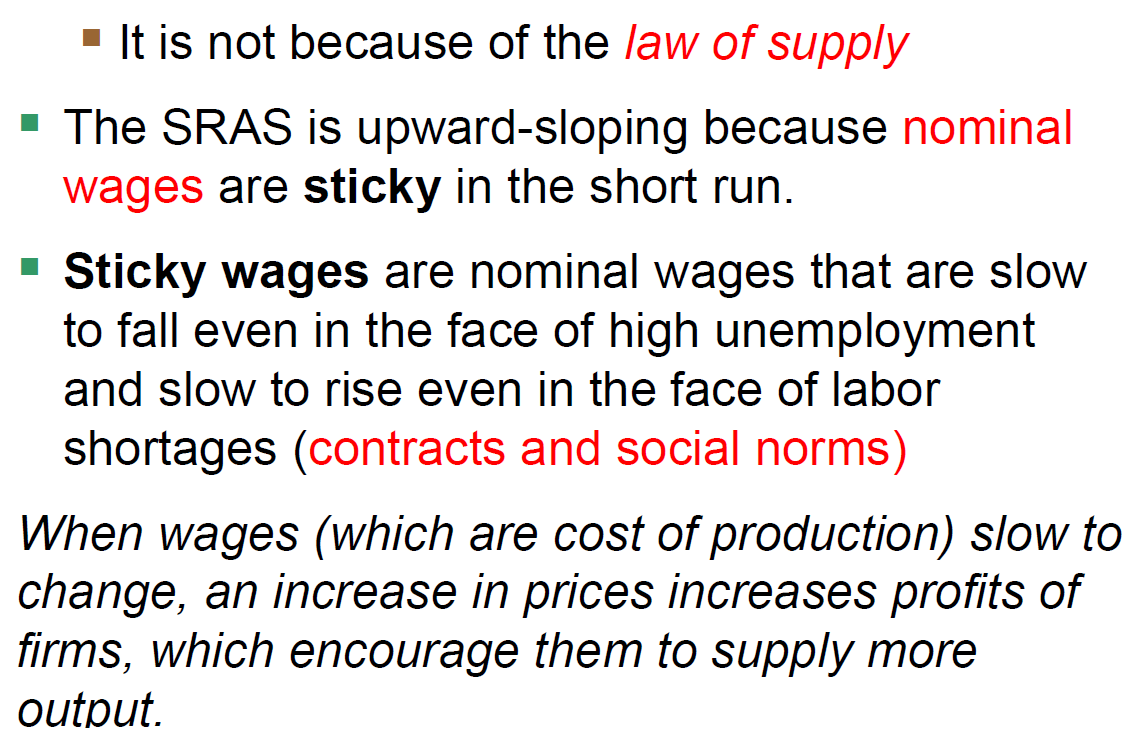 It is not because of the law of supply
The SRAS is upward-sloping because nominal
wages are sticky in the short run.
Sticky wages are nominal wages that are slow
to fall even in the face of high unemployment
and slow to rise even in the face of labor
shortages (contracts and social norms)
When wages (which are cost of production) slow to
change, an increase in prices increases profits of
firms, which encourage them to supply more
output.